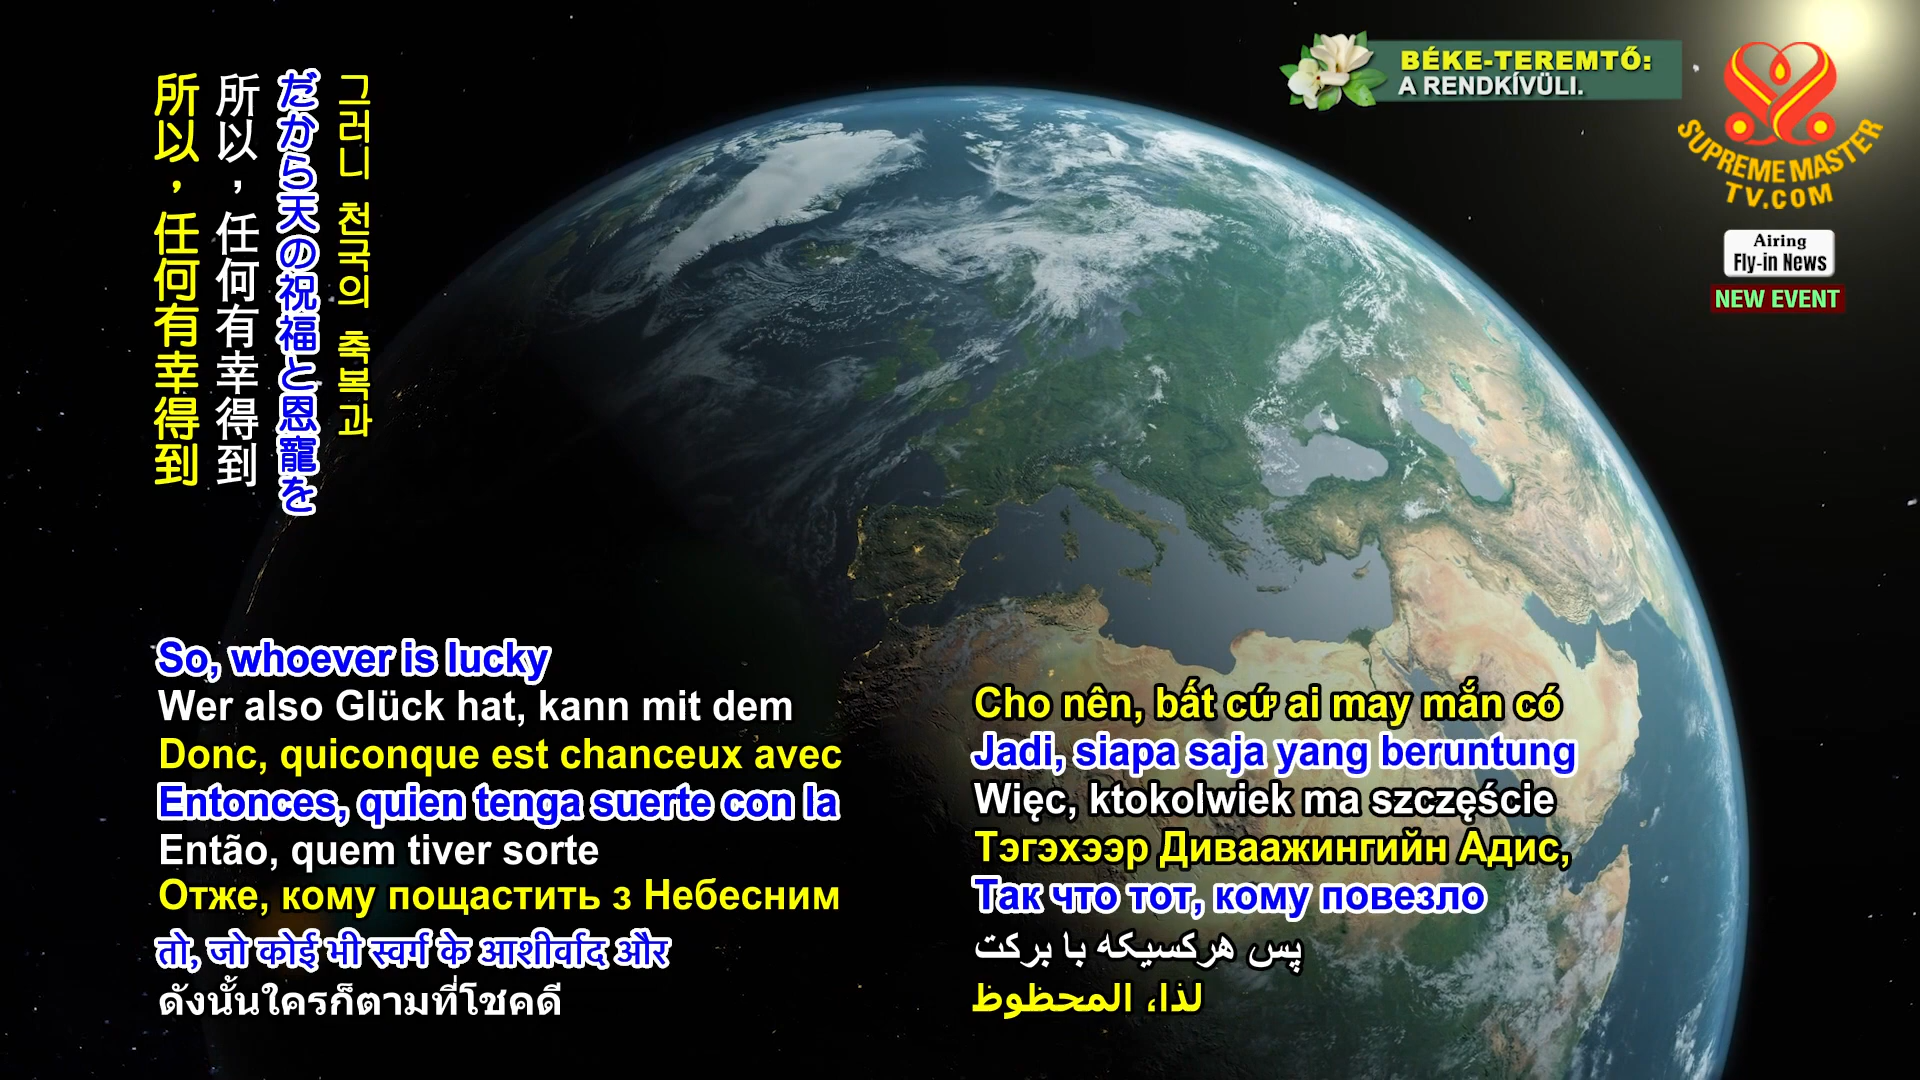 BÉKE-TEREMTŐ:
A RENDKÍVÜLI.
SUPREME MASTER
TV.COM
Airing
Fly-in News
NEW EVENT
그러니 천국의 축복과
だから天の祝福と恩寵を
所以，任何有幸得到
所以，任何有幸得到
So, whoever is lucky
Wer also Glück hat, kann mit dem
Donc, quiconque est chanceux avec
Entonces, quien tenga suerte con la
Então, quem tiver sorte
Отже, кому пощастить з Небесним
तो, जो कोई भी स्वर्ग के आशीर्वाद और
ดังนั้นใครก็ตามที่โชคดี
Cho nên, bất cứ ai may mắn có
Jadi, siapa saja yang beruntung
Więc, ktokolwiek ma szczęście
Тэгэхээр Диваажингийн Адис,
Так что тот, кому повезло
پس هرکسیکه با برکت
لذا، المحظوظ